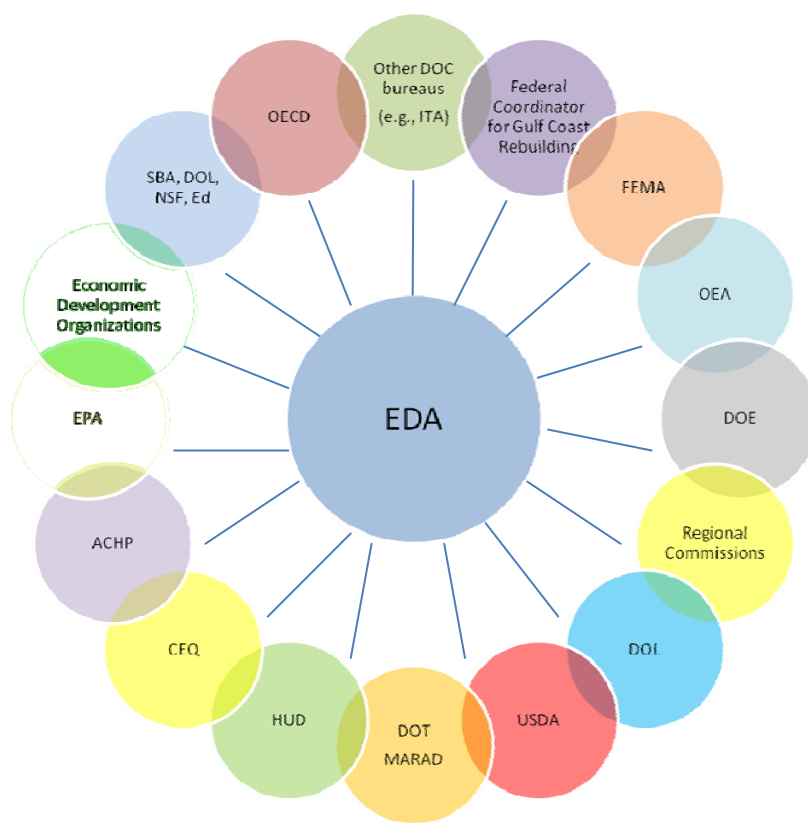 Other DOC
bureaus
(e.g., ITA)
Federal
Coordinator
for Gulf Coast
Rebuilding
FEMA
OEA
DOE
Regional
Commissions
DOL
USDA
DOT
MARAD
HUD
CEQ
ACHP
EPA
Economic
Development
Organizations
SBA, DOL,
NSF, Ed
OECD
EDA